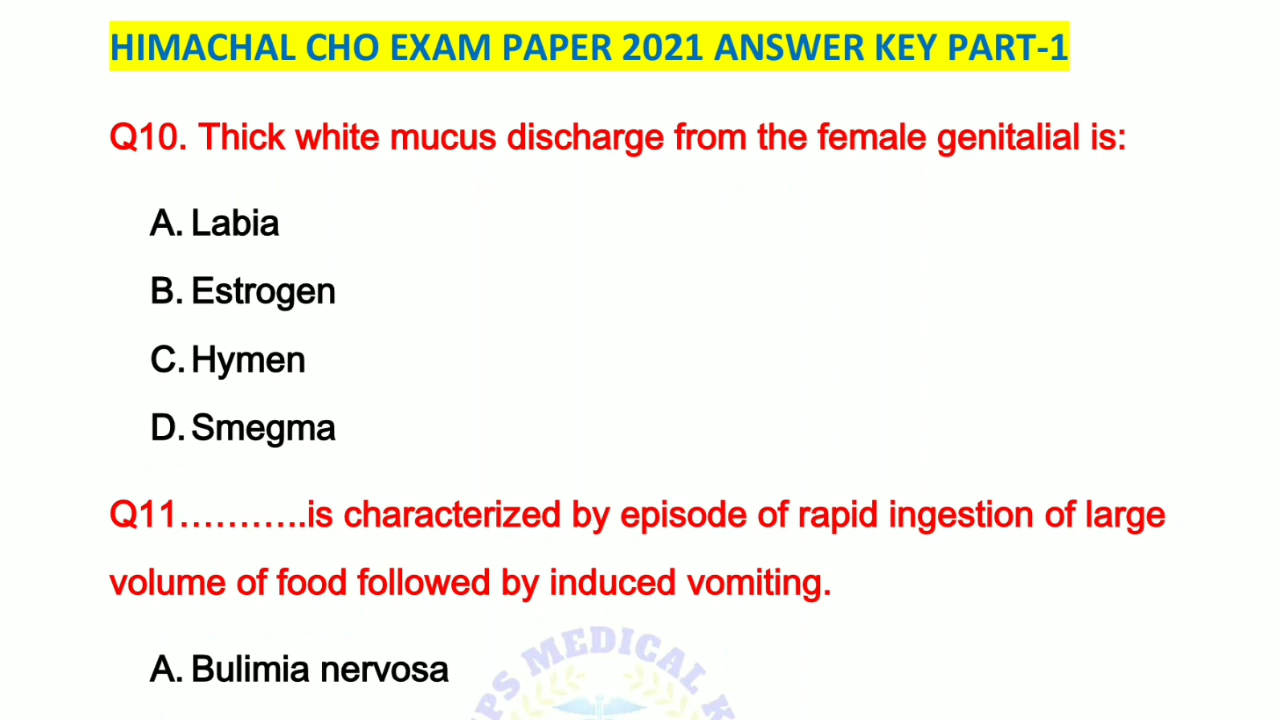 HIMACHAL CHO EXAM PAPER 2021 ANSWER KEY PART-1
Q10. Thick white mucus discharge from the female genitalial is:
A. Labia
B. Estrogen
C. Hymen
D. Smegma
Q11………..is characterized by episode of rapid ingestion of large
volume of food followed by induced vomiting.
A. Bulimia nervosa
MEDICAL